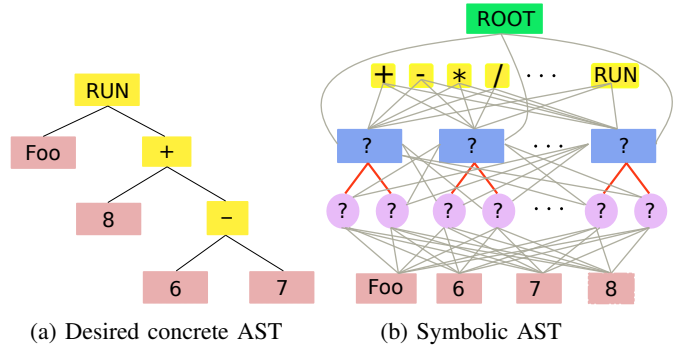 ROOT
+ - * / · · · RUN
RUN
Foo +
? ? · · · ?
8 −
? ? ? ? · · · ? ?
6 7
Foo 6 7 8
(a) Desired concrete AST
(b) Symbolic AST